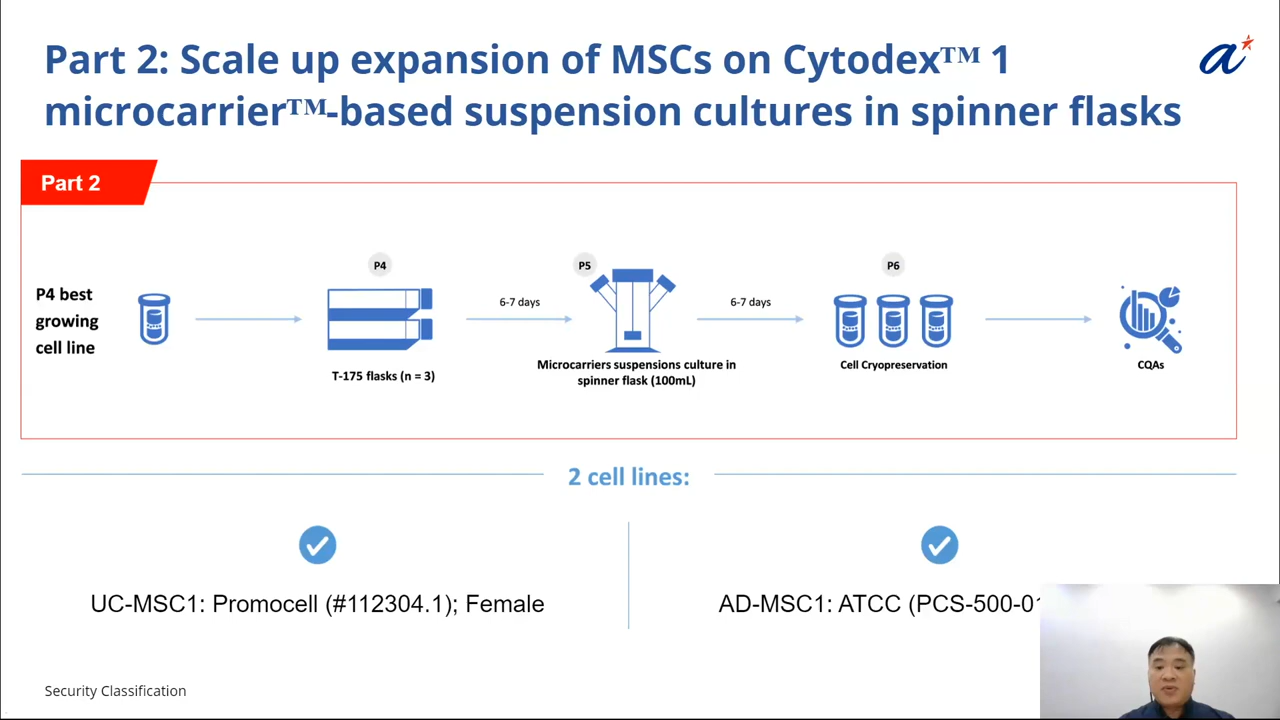 Part 2: Scale up expansion of MSCs on Cytodex™ 1
microcarrier™-based suspension cultures in spinner flasks
Part 2
P4 best
growing
cell line
P4
T-175 flasks (n = 3)
6-7 days
P5
Microcarriers suspensions culture in
spinner flask (100mL)
6-7 days
P6
Cell Cryopreservation
CQAs
2 cell lines:
UC-MSC1: Promocell (#112304.1); Female
AD-MSC1: ATCC (PCS-500-01
Security Classification